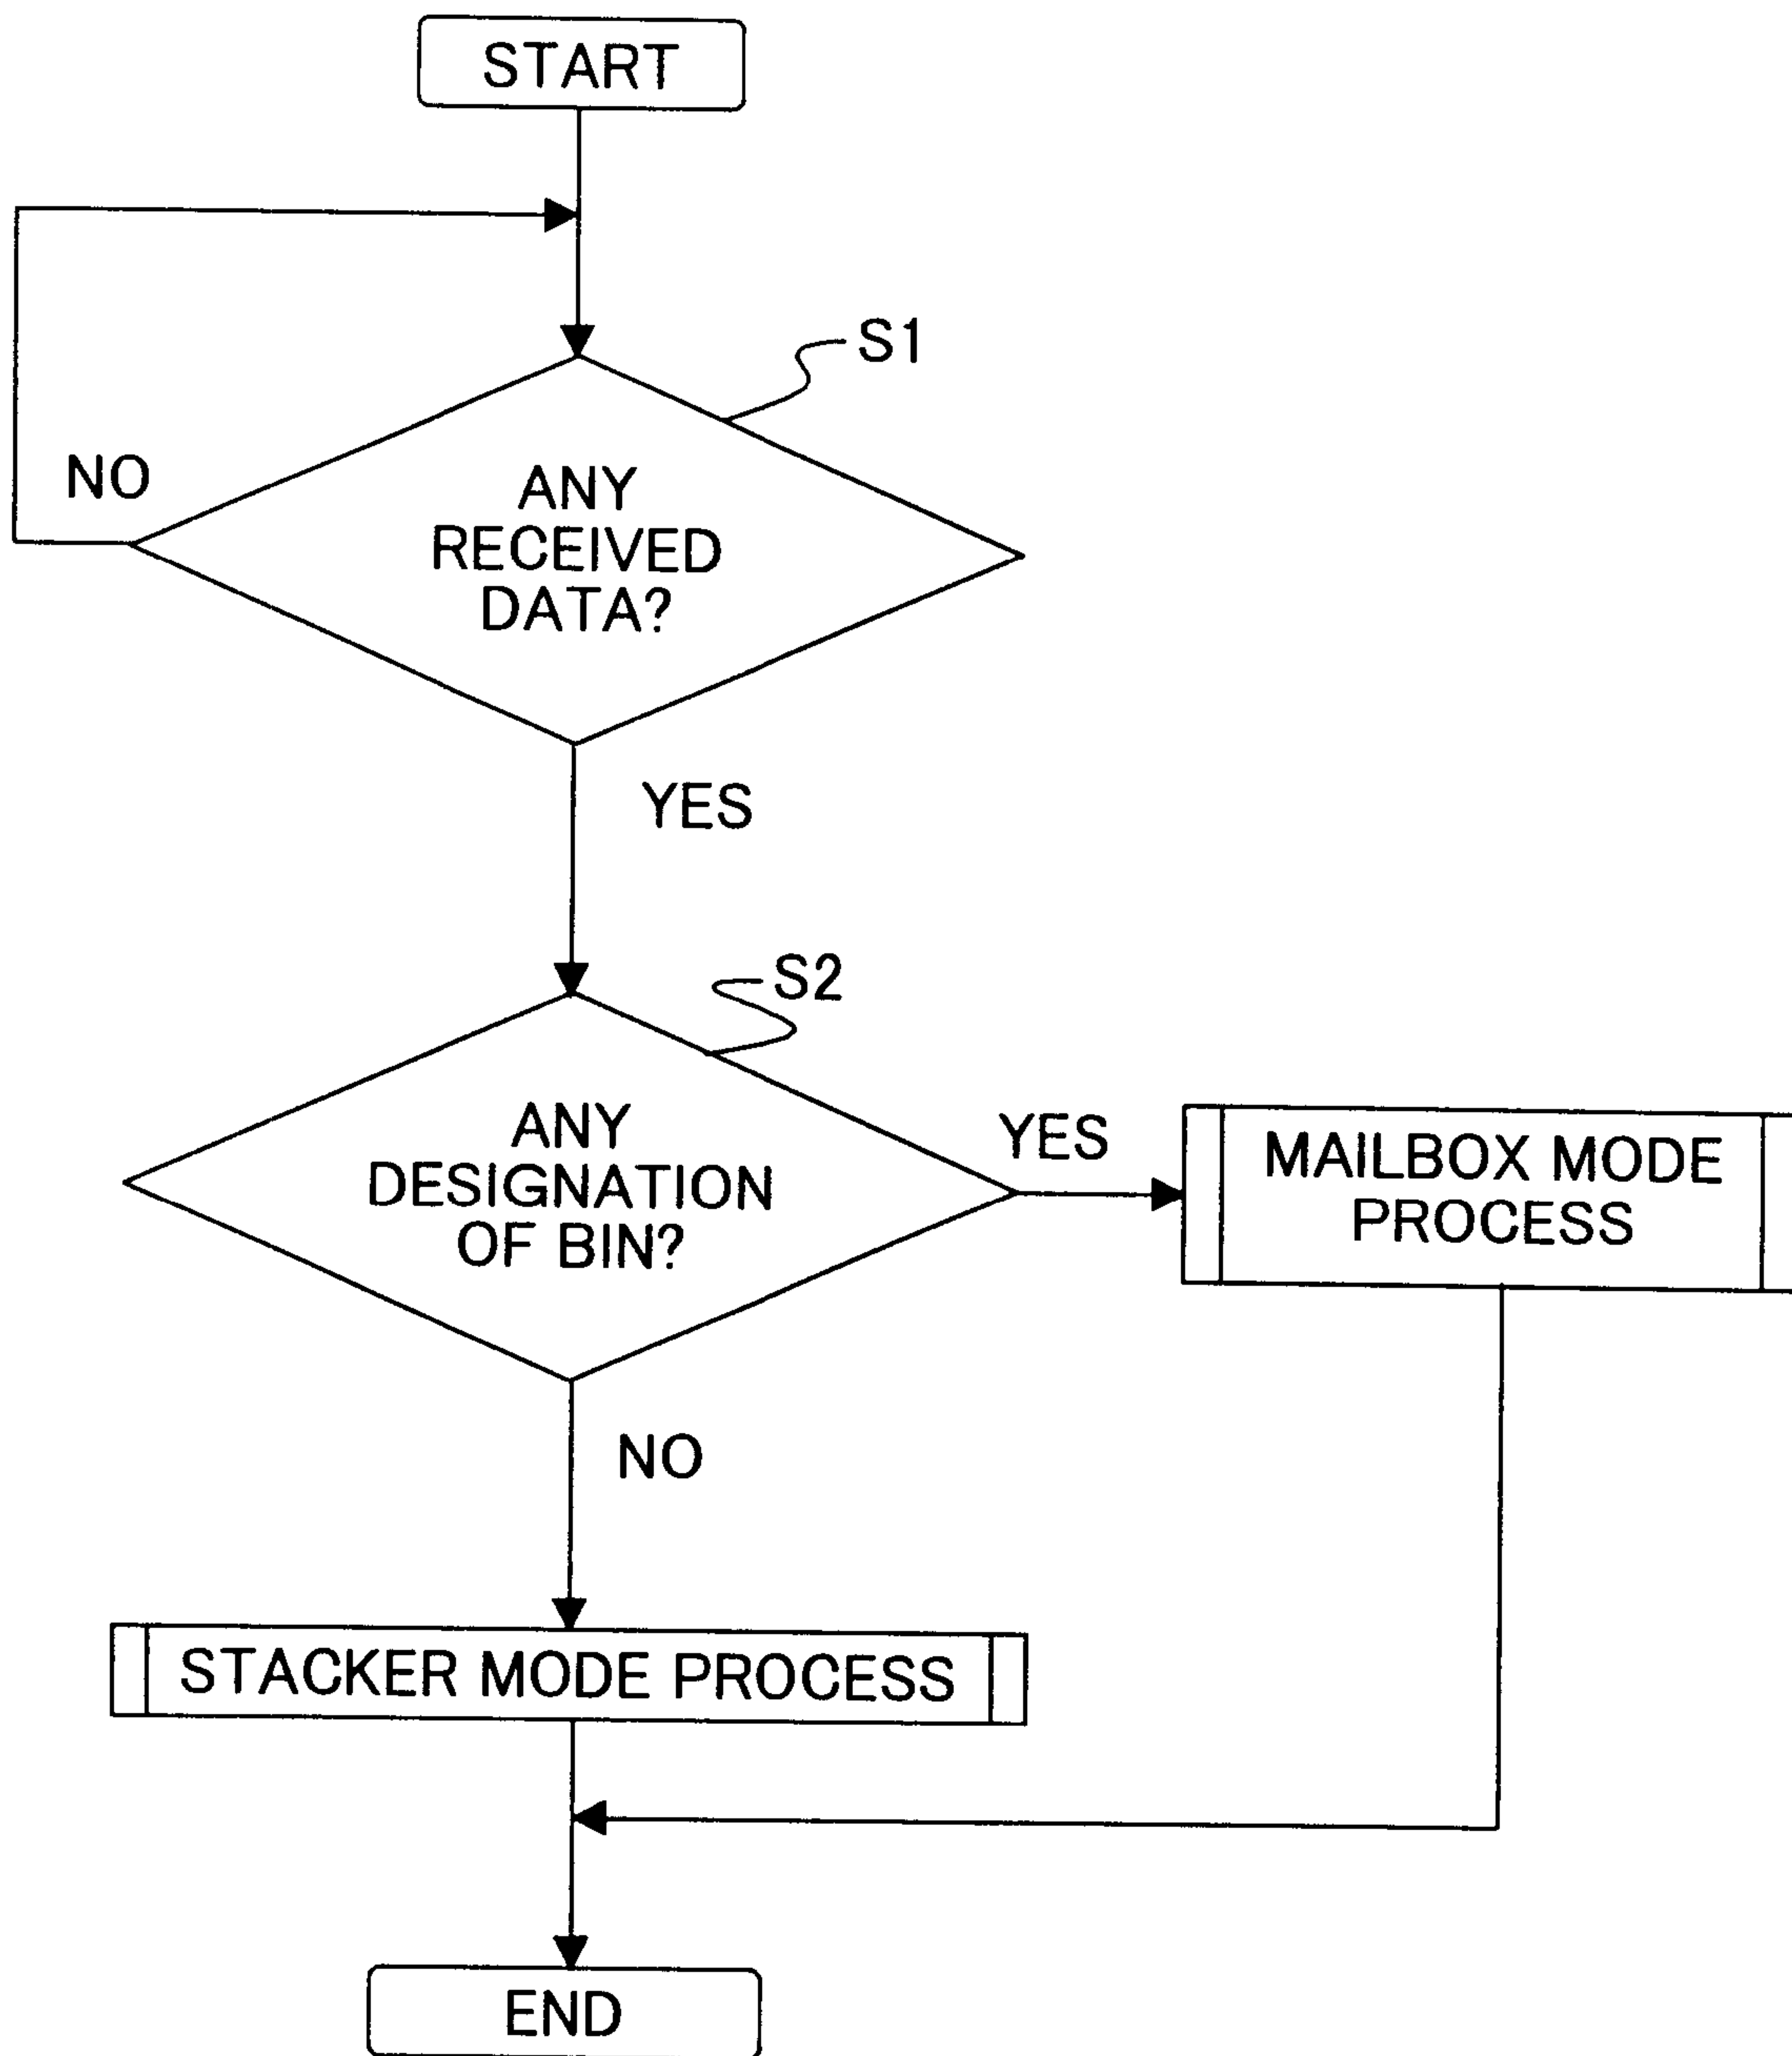 START
S1
NO
ANY
RECEIVED
DATA?
YES
S2
ANY
DESIGNATION
OF BIN?
YES
MAILBOX MODE
PROCESS
NO
STACKER MODE PROCESS
END